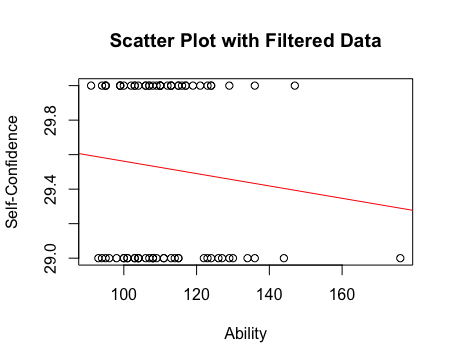 Scatter Plot with Filtered Data
Self-Confidence
29.8
29.4
29.0
100 120 140 160
Ability